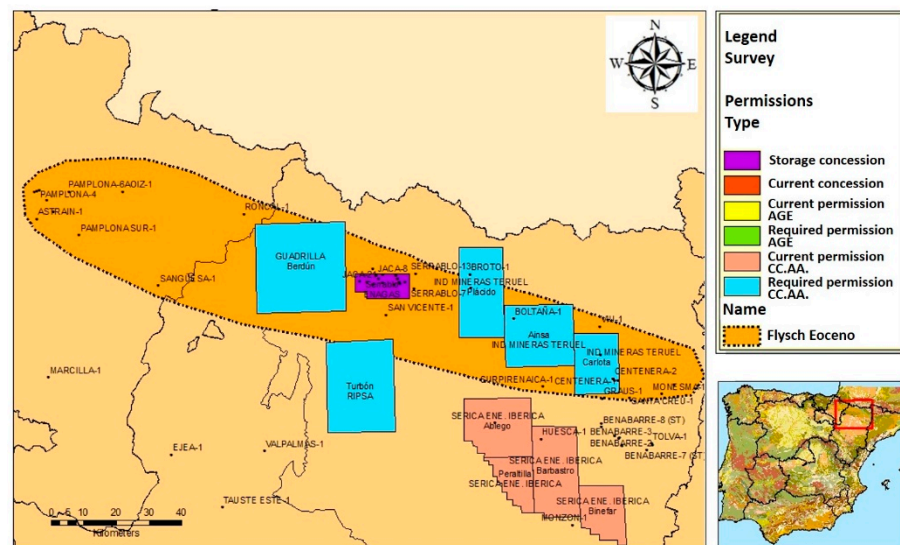 N
W E
S
PAMPLONA-6AOIZ-1
PAMPLONA-4
ASTRAIN-1
PAMPLONA SUR-1
RONCAL-1
SANGUSSA-1
GUADRILLA
Berdún
JACA-8
SERRABLO-13
BROTO-1
IND MINERAS TERUEL
Plácido
SERRABLO-7
SAN VICENTE-1
BOLTAÑA-1
Ainsa
IND MINERAS TERUEL
IND MINERAS TERUEL
Carlota
CENTENERA-2
CENTENERA-1
SURPIRENAICA-1
GRAUS-1
MONESMA-1
SANTA CREU-1
MARCILLA-1
Turbón
RIPSA
SERICA ENE. IBERICA
Abiego
BENABARRE-8 (ST)
HUESCA-1
BENABARRE-3
BENABARRE-2
TOLVA-1
BENABARRE-7 (ST)
EJEA-1
VALPALMAS-1
SERICA ENE. IBERICA
Barbastro
Peraltilla
SERICA ENE. IBERICA
SERICA ENE. IBERICA
Binefar
MONZON-1
TAUSTE ESTE-1
0 5 10 20 30 40
Kilometers
Legend
Survey
Permissions
Type
Storage concession
Current concession
Current permission
AGE
Required permission
AGE
Current permission
CC.AA.
Required permission
CC.AA.
Name
Flysch Eoceno